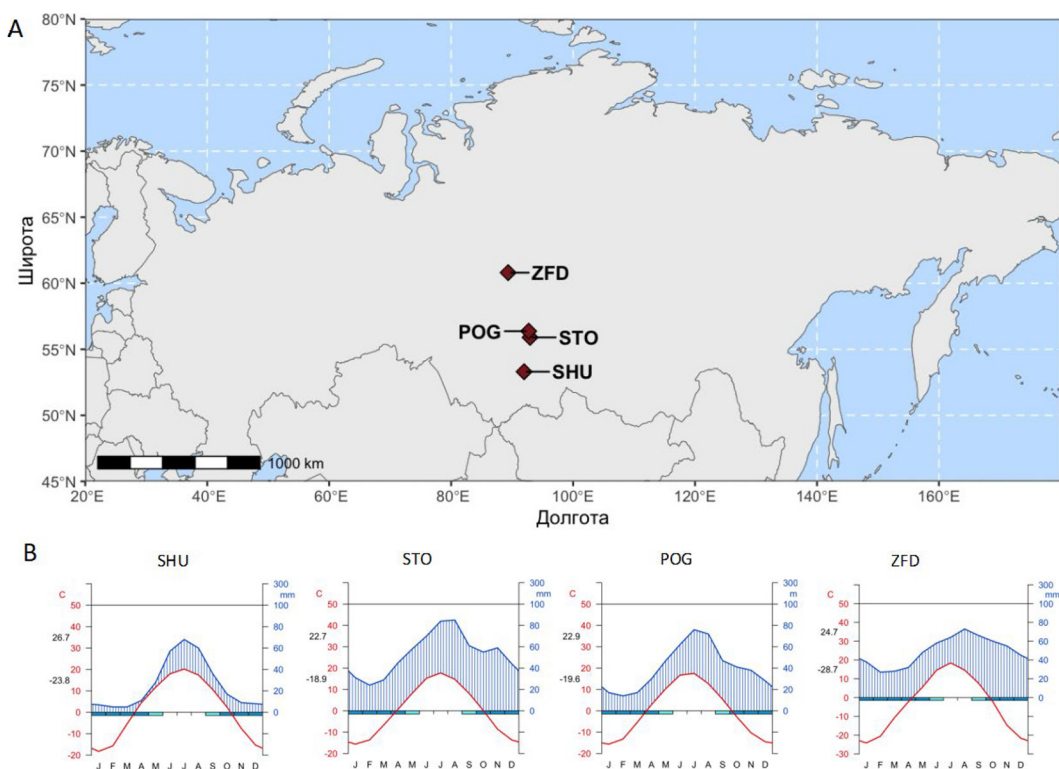 A
80°N
75°N
70°N
65°N
60°N
55°N
50°N
45°N
Широта
ZFD
POG
STO
SHU
1000 km
20°E 40°E 60°E 80°E 100°E 120°E 140°E 160°E
Долгота
B
SHU STO POG ZFD
C 300 mm
50 100
40 80
30 60
20 40
10 20
0 0
-10
-20
26.7
-23.8
J F M A M J J A S O N D
C 300 mm
50 100
40 80
30 60
20 40
10 20
0 0
-10
-20
22.7
-18.9
J F M A M J J A S O N D
C 300 mm
50 100
40 80
30 60
20 40
10 20
0 0
-10
-20
22.9
-19.6
J F M A M J J A S O N D
C 300 mm
50 100
40 80
30 60
20 40
10 20
0 0
-10
-20
-30
24.7
-28.7
J F M A M J J A S O N D